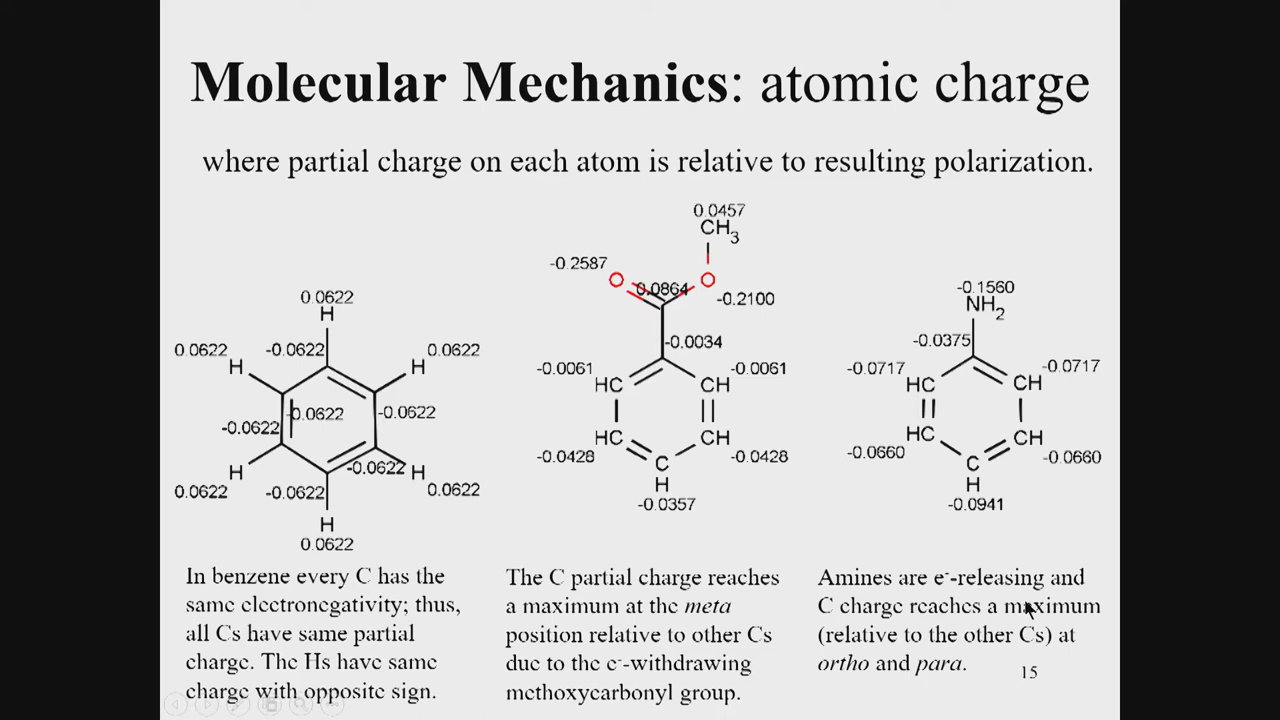 Molecular Mechanics: atomic charge
where partial charge on each atom is relative to resulting polarization.
0.0622
H
0.0622
-0.0622
0.0622
H
H
-0.0622
-0.0622
-0.0622
-0.0622
H
H
0.0622
-0.0622
0.0622
H
0.0622
In benzene every C has the
same electronegativity; thus,
all Cs have same partial
charge. The Hs have same
charge with opposite sign.
0.0457
CH3
-0.2587
O
0.0864
O
-0.2100
-0.0034
-0.0061
-0.0061
HC
CH
HC
CH
-0.0428
C
-0.0428
H
-0.0357
The C partial charge reaches
a maximum at the meta
position relative to other Cs
due to the e--withdrawing
methoxycarbonyl group.
-0.1560
NH2
-0.0375
-0.0717
-0.0717
HC
CH
HC
CH
-0.0660
C
-0.0660
H
-0.0941
Amines are e--releasing and
C charge reaches a maximum
(relative to the other Cs) at
ortho and para.
15